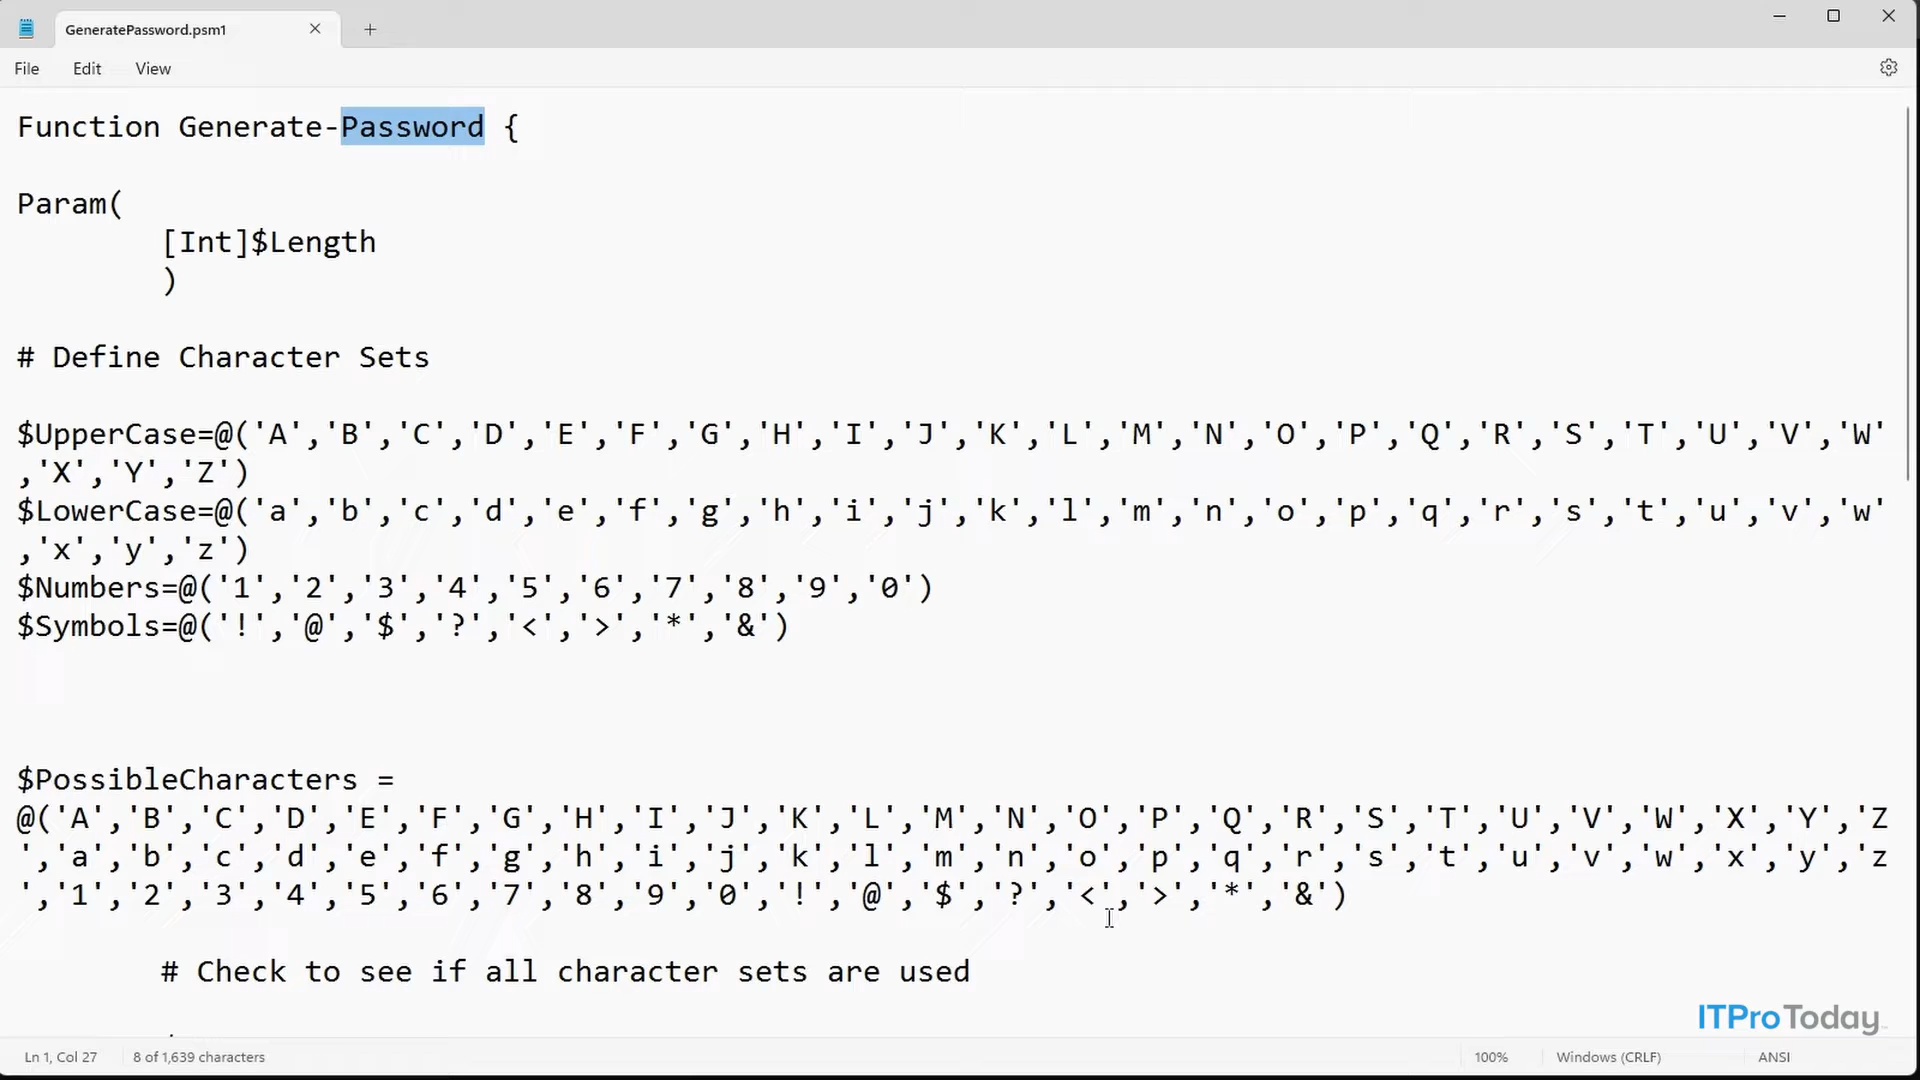 GeneratePassword.psm1
File Edit View
Function Generate-Password {
Param(
[Int]$Length
)
# Define Character Sets
$UpperCase=@('A','B','C','D','E','F','G','H','I','J','K','L','M','N','O','P','Q','R','S','T','U','V','W'
,'X','Y','Z')
$LowerCase=@('a','b','c','d','e','f','g','h','i','j','k','l','m','n','o','p','q','r','s','t','u','v','w'
,'x','y','z')
$Numbers=@('1','2','3','4','5','6','7','8','9','0')
$Symbols=@('!','@','$','?','<','>','*','&')
$PossibleCharacters =
@('A','B','C','D','E','F','G','H','I','J','K','L','M','N','O','P','Q','R','S','T','U','V','W','X','Y','Z
','a','b','c','d','e','f','g','h','i','j','k','l','m','n','o','p','q','r','s','t','u','v','w','x','y','z
','1','2','3','4','5','6','7','8','9','0','!','@','$','?','<','>','*','&')
# Check to see if all character sets are used
ITProToday
Ln 1, Col 27 8 of 1,639 characters 100% Windows (CRLF) ANSI